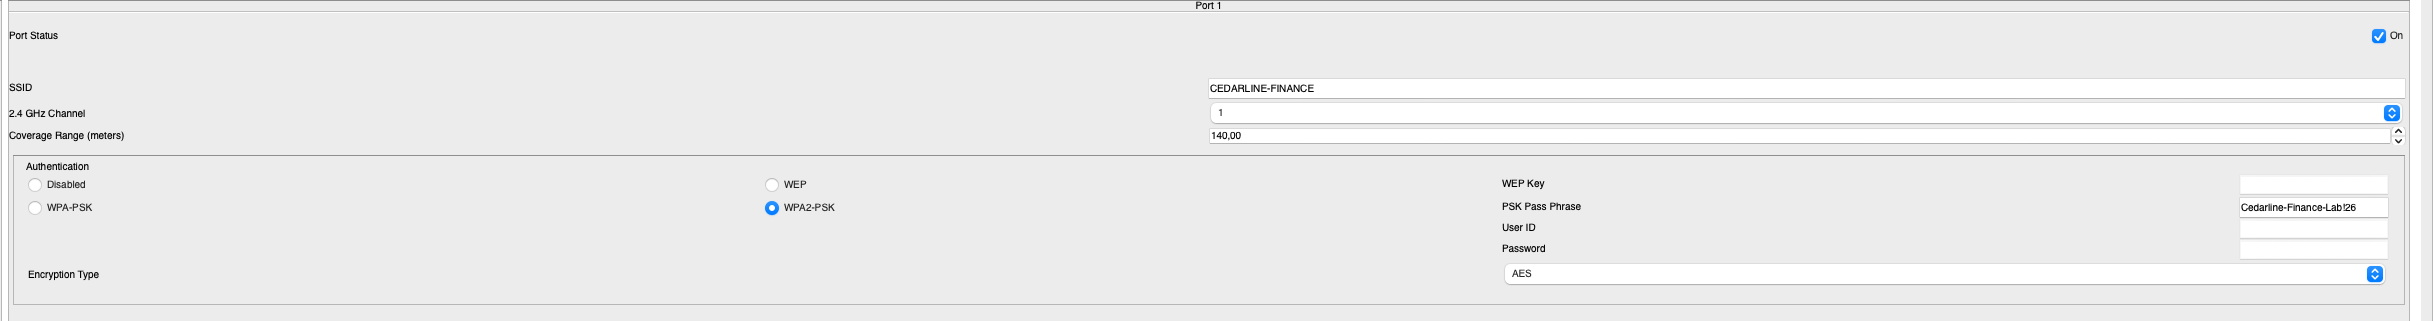 Port 1
Port Status On
SSID CEDARLINE-FINANCE
2.4 GHz Channel 1
Coverage Range (meters) 140,00
Authentication
Disabled WEP WEP Key
WPA-PSK WPA2-PSK PSK Pass Phrase Cedarline-Finance-Lab!26
User ID
Password
Encryption Type AES